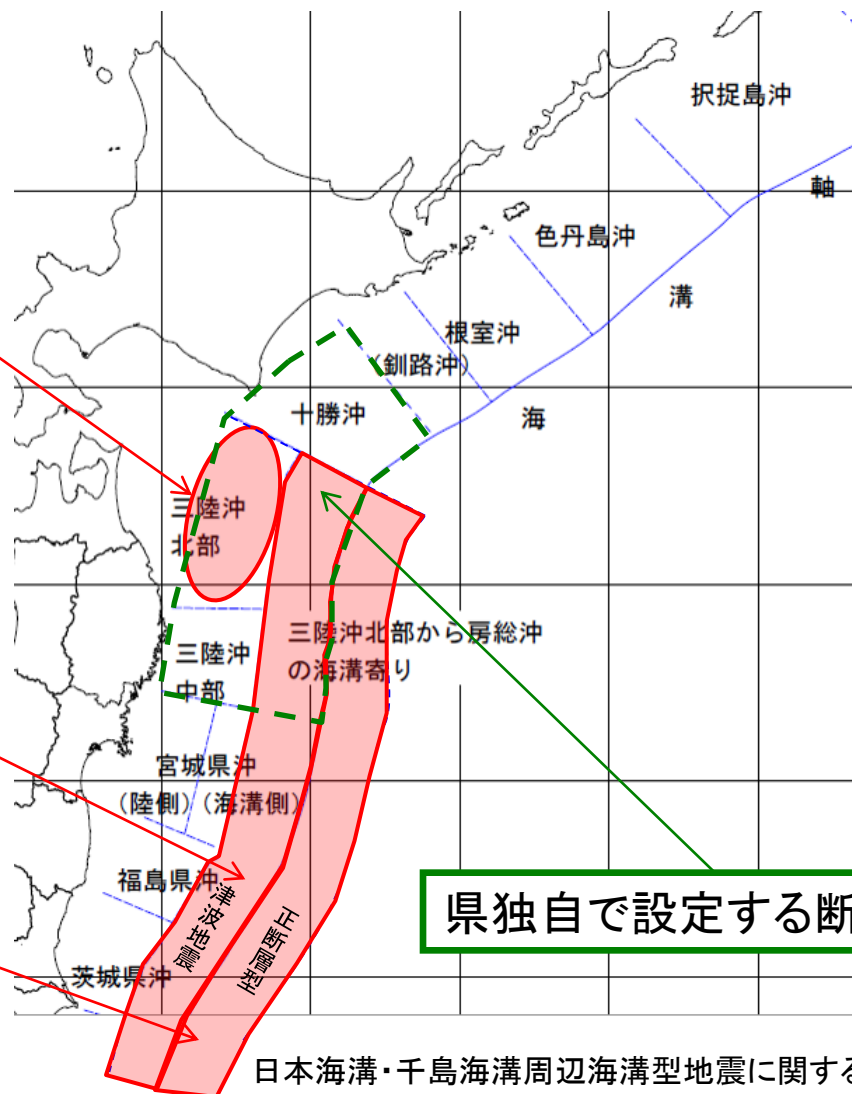 択捉島沖
軸
色丹島沖
溝
根室沖
(釧路沖)
海
十勝沖
三陸沖
北部
三陸沖北部から房総沖
の海溝寄り
三陸沖
中部
宮城県沖
(陸側)(海溝側)
福島県沖
津波地震
正断層型
県独自で設定する断
茨城県沖
日本海溝・千島海溝周辺海溝型地震に関する